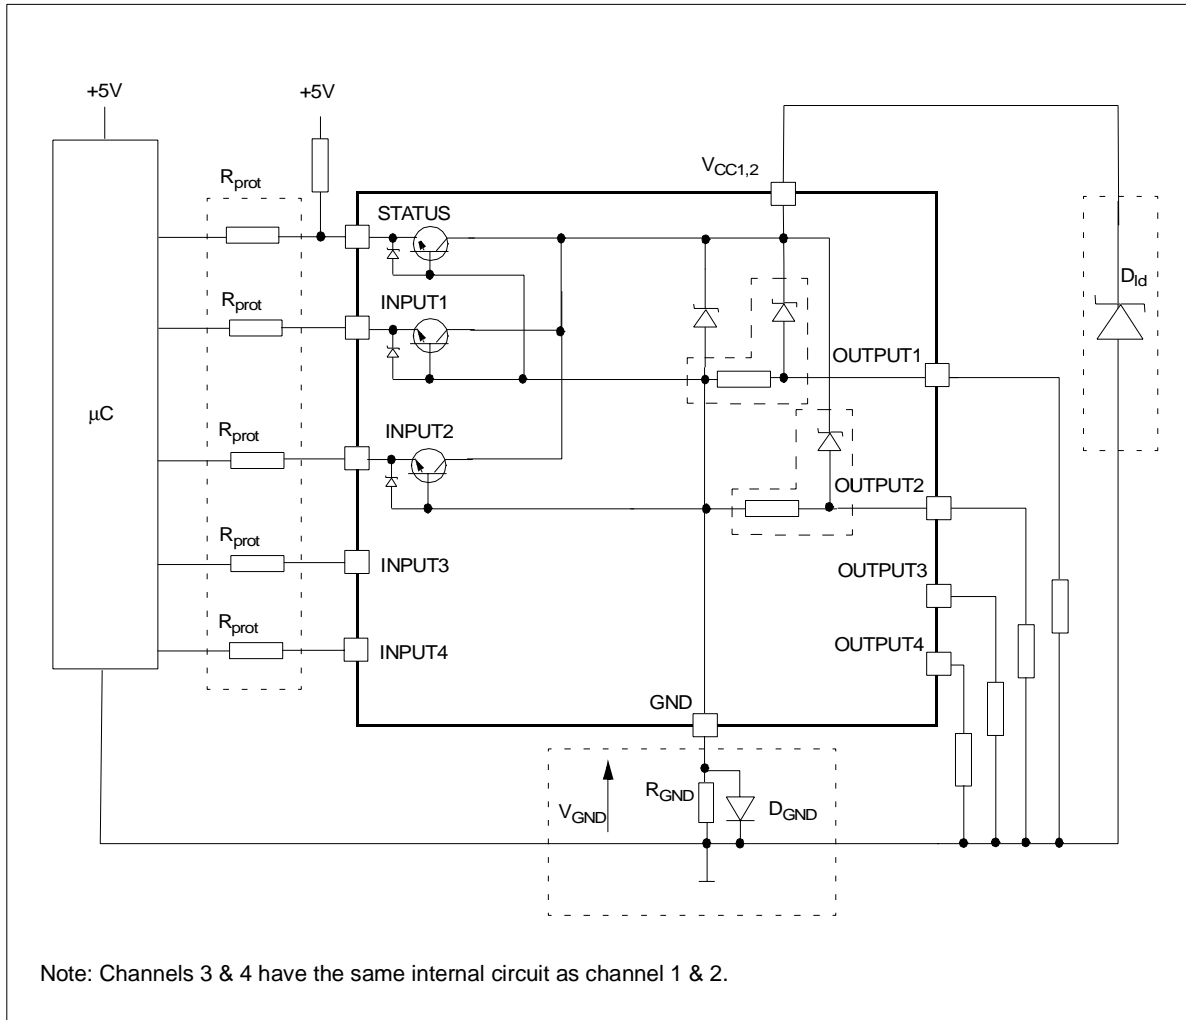 +5V
+5V
Rprot
VCC1,2
STATUS
Dld
Rprot
INPUT1
OUTPUT1
μC
Rprot
INPUT2
OUTPUT2
Rprot
INPUT3
OUTPUT3
Rprot
INPUT4
OUTPUT4
GND
RGND
VGND
DGND
Note: Channels 3 & 4 have the same internal circuit as channel 1 & 2.